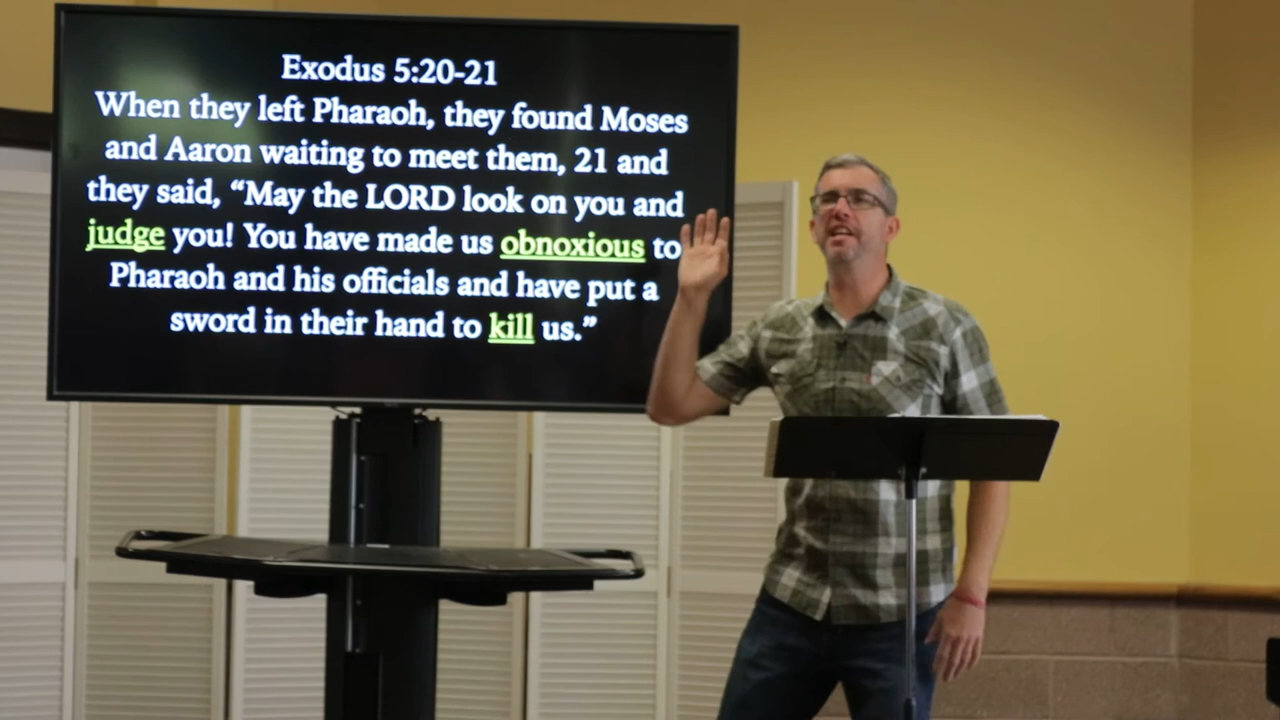 Exodus 5:20-21
When they left Pharaoh, they found Moses
and Aaron waiting to meet them, 21 and
they said, “May the LORD look on you and
judge you! You have made us obnoxious to
Pharaoh and his officials and have put a
sword in their hand to kill us.”